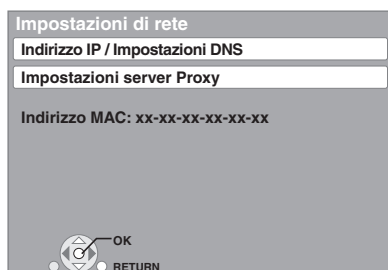 Impostazioni di rete
Indirizzo IP / Impostazioni DNS
Impostazioni server Proxy
Indirizzo MAC: xx-xx-xx-xx-xx-xx
OK
RETURN